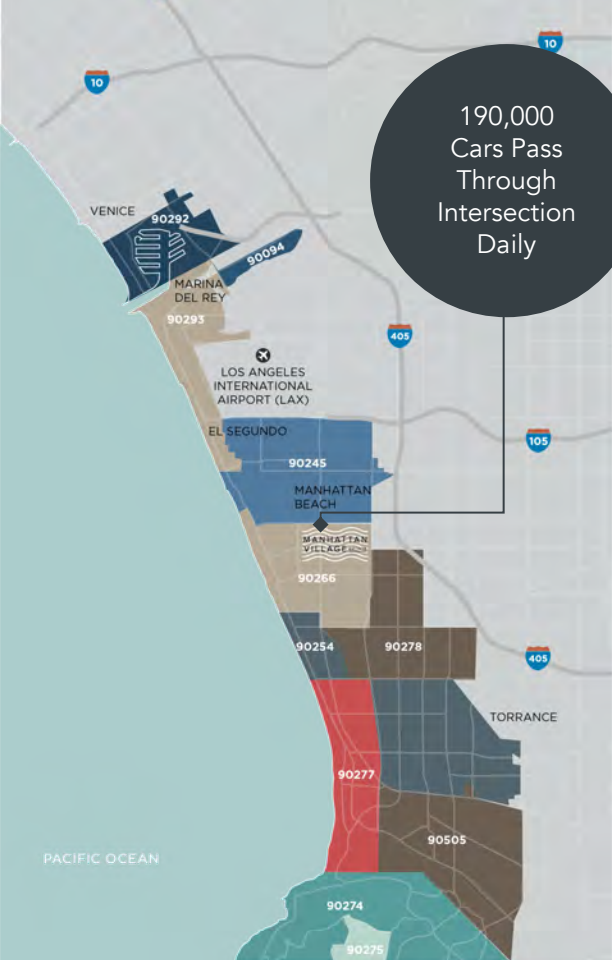 10
10
190,000
Cars Pass
Through
Intersection
Daily
VENICE
90292
90094
MARINA
DEL REY
90293
405
LOS ANGELES
INTERNATIONAL
AIRPORT (LAX)
EL SEGUNDO
105
90245
MANHATTAN
BEACH
MANHATTAN
VILLAGE
90266
90254
90278
405
TORRANCE
90277
90505
PACIFIC OCEAN
90274
90275